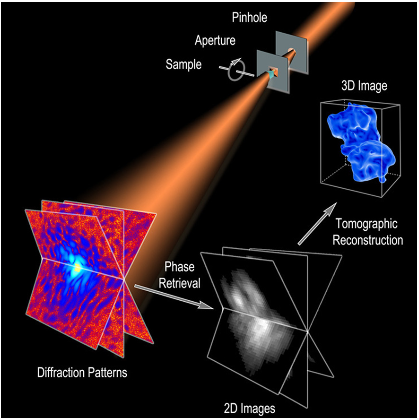 Pinhole
Aperture
Sample
3D Image
Tomographic
Reconstruction
Phase
Retrieval
Diffraction Patterns
2D Images